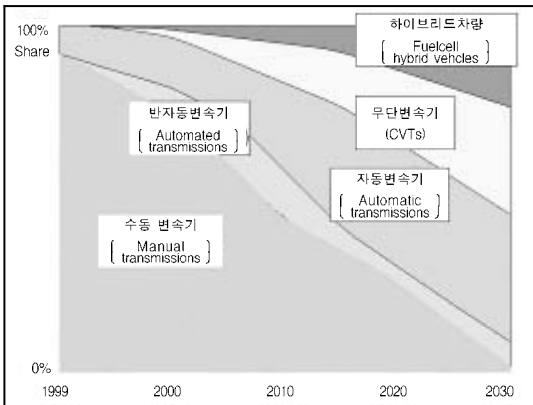 100%
Share
하이브리드차량
Fuelcell
hybrid vehcles
반자동변속기
Automated
transmissions
무단변속기
(CVTs)
자동변속기
Automatic
transmissions
수동 변속기
Manual
transmissions
0%
1999 2000 2010 2020 2030